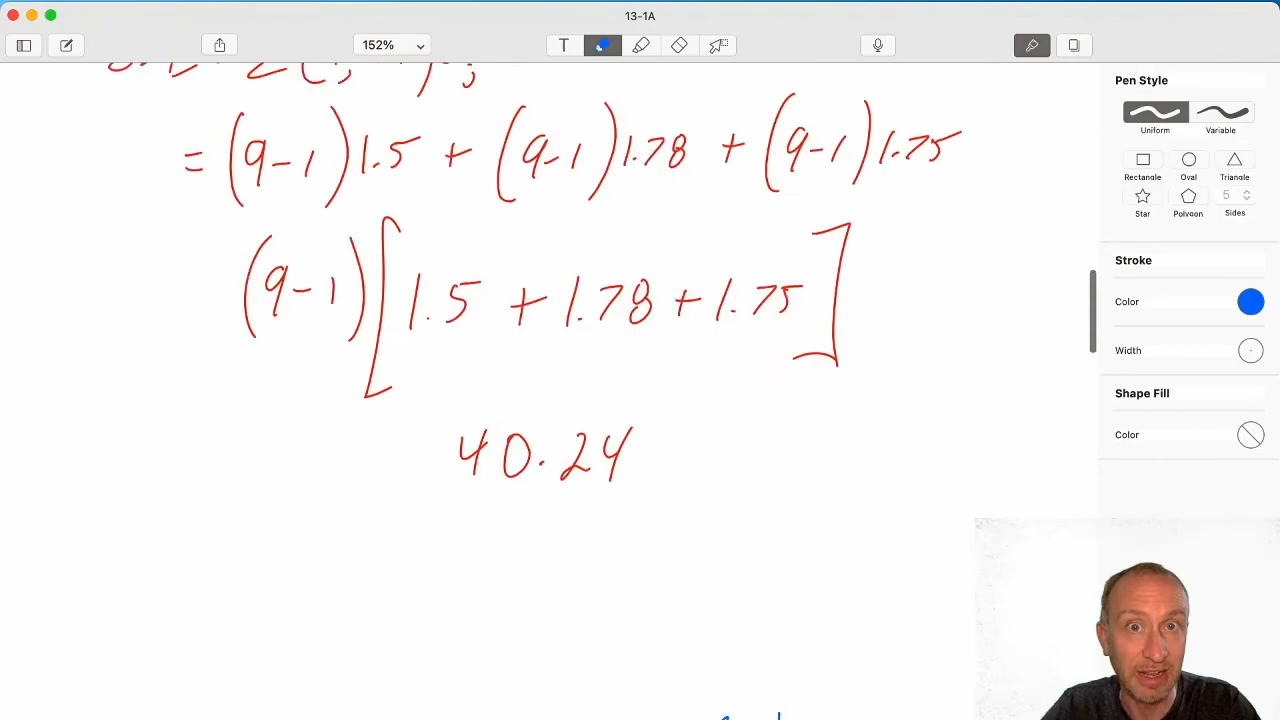 13-1A
152%
T
= (9-1)1.5 + (9-1)1.78 + (9-1)1.75
(9-1)[1.5 + 1.78 + 1.75]
40.24
Pen Style
Uniform Variable
Rectangle Oval Triangle
Star Polygon 5 Sides
Stroke
Color
Width
Shape Fill
Color